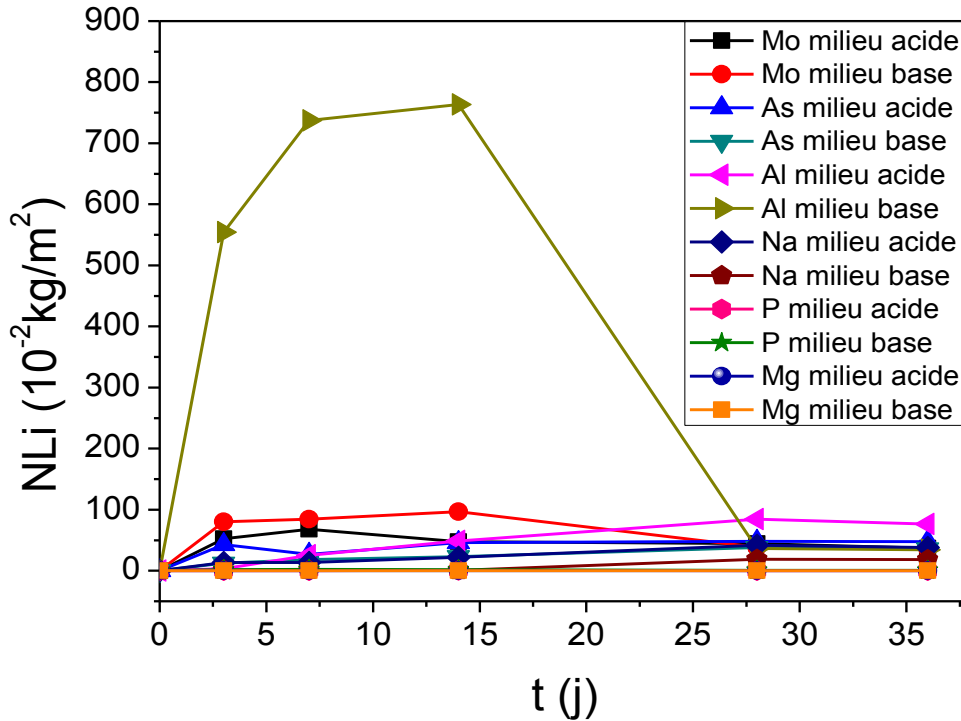 900
800
700
600
500
400
300
200
100
0
NLi (10⁻²kg/m²)
Mo milieu acide
Mo milieu base
As milieu acide
As milieu base
Al milieu acide
Al milieu base
Na milieu acide
Na milieu base
P milieu acide
P milieu base
Mg milieu acide
Mg milieu base
0 5 10 15 20 25 30 35
t (j)